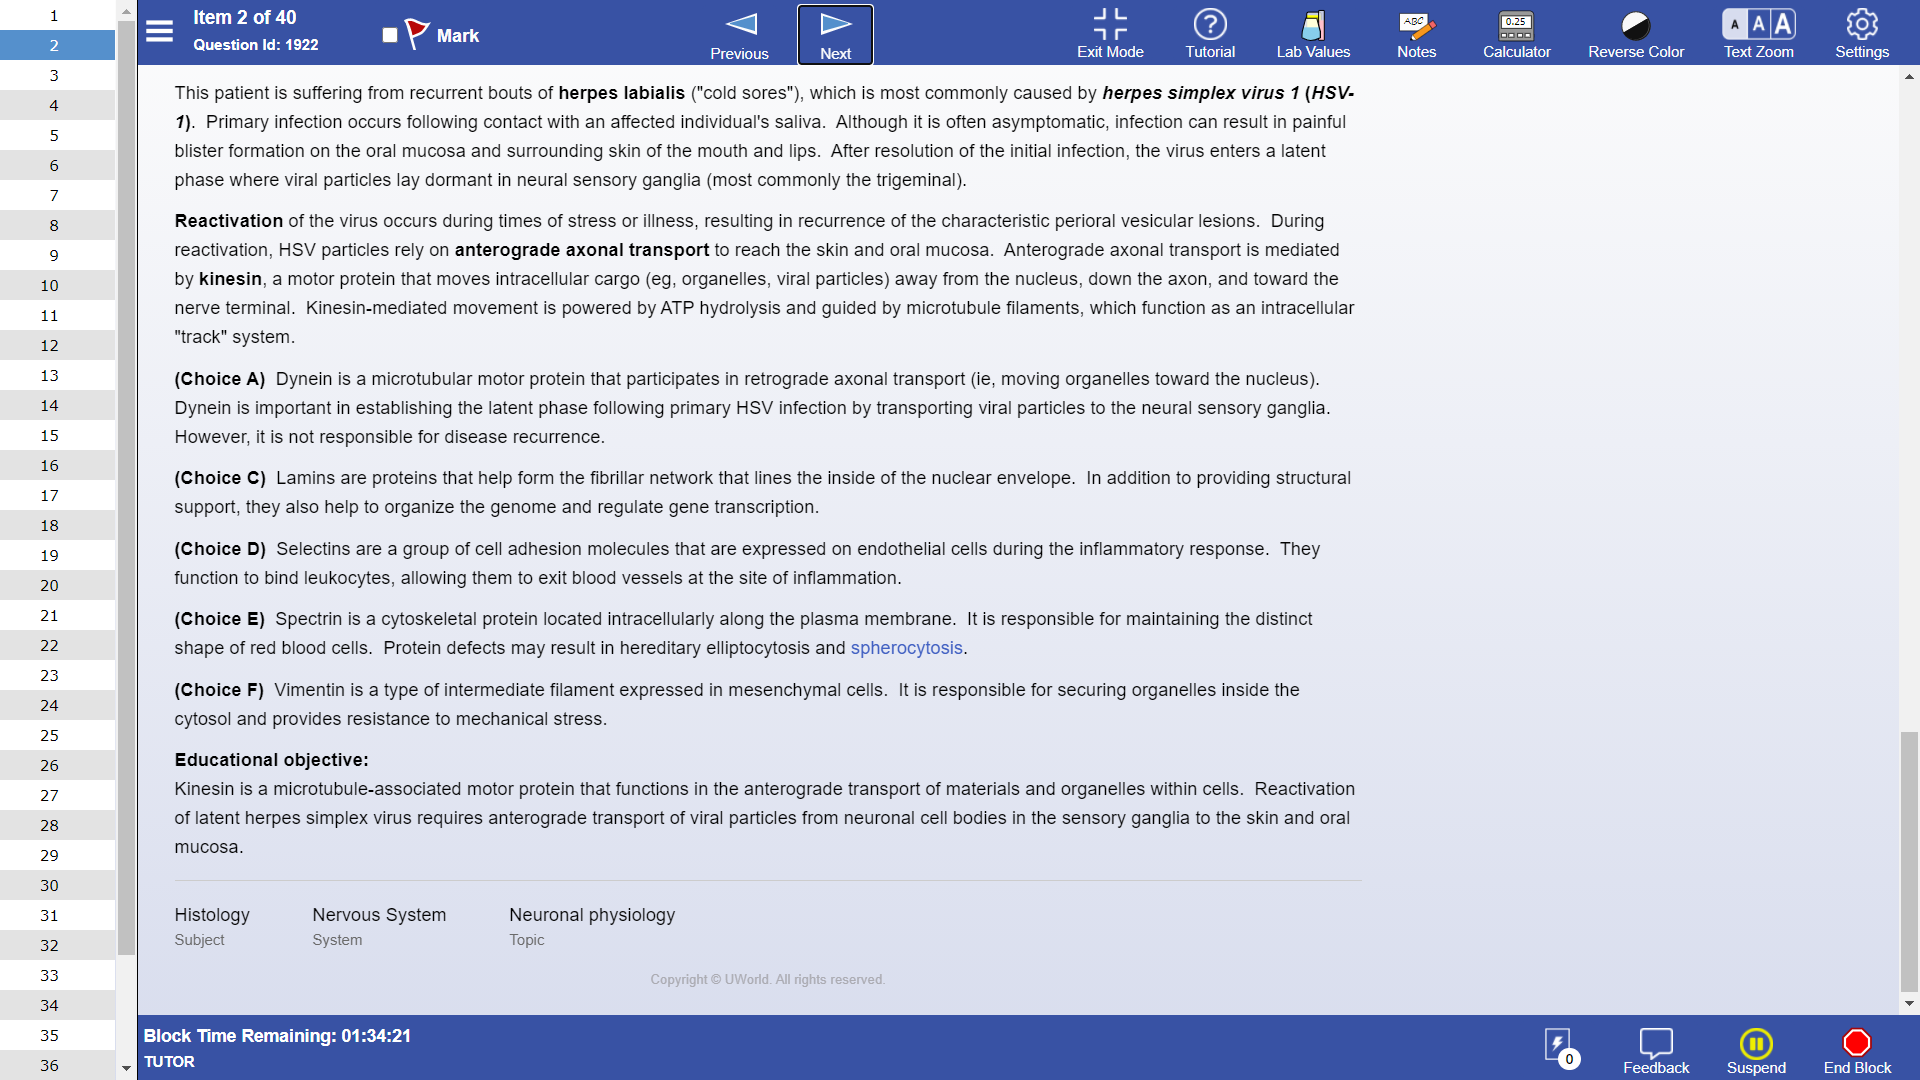 1
2
3
4
5
6
7
8
9
10
11
12
13
14
15
16
17
18
19
20
21
22
23
24
25
26
27
28
29
30
31
32
33
34
35
36
Item 2 of 40
Question Id: 1922
Mark
Previous
Next
Exit Mode
Tutorial
Lab Values
ABC
Notes
0.25
Calculator
Reverse Color
A A A
Text Zoom
Settings
This patient is suffering from recurrent bouts of herpes labialis ("cold sores"), which is most commonly caused by herpes simplex virus 1 (HSV-
1).  Primary infection occurs following contact with an affected individual's saliva.  Although it is often asymptomatic, infection can result in painful
blister formation on the oral mucosa and surrounding skin of the mouth and lips.  After resolution of the initial infection, the virus enters a latent
phase where viral particles lay dormant in neural sensory ganglia (most commonly the trigeminal).
Reactivation of the virus occurs during times of stress or illness, resulting in recurrence of the characteristic perioral vesicular lesions.  During
reactivation, HSV particles rely on anterograde axonal transport to reach the skin and oral mucosa.  Anterograde axonal transport is mediated
by kinesin, a motor protein that moves intracellular cargo (eg, organelles, viral particles) away from the nucleus, down the axon, and toward the
nerve terminal.  Kinesin-mediated movement is powered by ATP hydrolysis and guided by microtubule filaments, which function as an intracellular
"track" system.
(Choice A)  Dynein is a microtubular motor protein that participates in retrograde axonal transport (ie, moving organelles toward the nucleus).
Dynein is important in establishing the latent phase following primary HSV infection by transporting viral particles to the neural sensory ganglia.
However, it is not responsible for disease recurrence.
(Choice C)  Lamins are proteins that help form the fibrillar network that lines the inside of the nuclear envelope.  In addition to providing structural
support, they also help to organize the genome and regulate gene transcription.
(Choice D)  Selectins are a group of cell adhesion molecules that are expressed on endothelial cells during the inflammatory response.  They
function to bind leukocytes, allowing them to exit blood vessels at the site of inflammation.
(Choice E)  Spectrin is a cytoskeletal protein located intracellularly along the plasma membrane.  It is responsible for maintaining the distinct
shape of red blood cells.  Protein defects may result in hereditary elliptocytosis and spherocytosis.
(Choice F)  Vimentin is a type of intermediate filament expressed in mesenchymal cells.  It is responsible for securing organelles inside the
cytosol and provides resistance to mechanical stress.
Educational objective:
Kinesin is a microtubule-associated motor protein that functions in the anterograde transport of materials and organelles within cells.  Reactivation
of latent herpes simplex virus requires anterograde transport of viral particles from neuronal cell bodies in the sensory ganglia to the skin and oral
mucosa.
Histology
Subject
Nervous System
System
Neuronal physiology
Topic
Copyright © UWorld. All rights reserved.
Block Time Remaining: 01:34:21
TUTOR
0
Feedback
Suspend
End Block